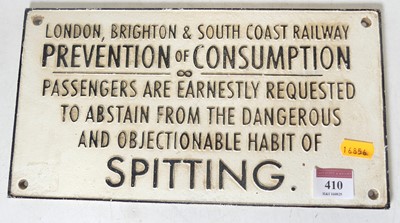 LONDON, BRIGHTON & SOUTH COAST RAILWAY
PREVENTION OF CONSUMPTION
PASSENGERS ARE EARNESTLY REQUESTED
TO ABSTAIN FROM THE DANGEROUS
AND OBJECTIONABLE HABIT OF
SPITTING.
410